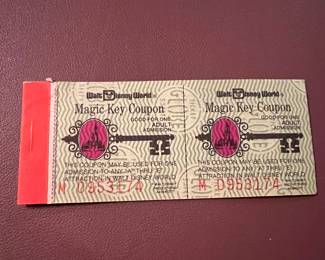 Walt Disney World
Magic Key Coupon
GOOD FOR ONE
ADULT
ADMISSION
THIS COUPON MAY BE USED FOR ONE
ADMISSION TO ANY "A" THRU "E"
ATTRACTION IN WALT DISNEY WORLD
M 0953174
Walt Disney World
Magic Key Coupon
GOOD FOR ONE
ADULT
ADMISSION
THIS COUPON MAY BE USED FOR ONE
ADMISSION TO ANY "A" THRU "E"
ATTRACTION IN WALT DISNEY WORLD
M 0953174